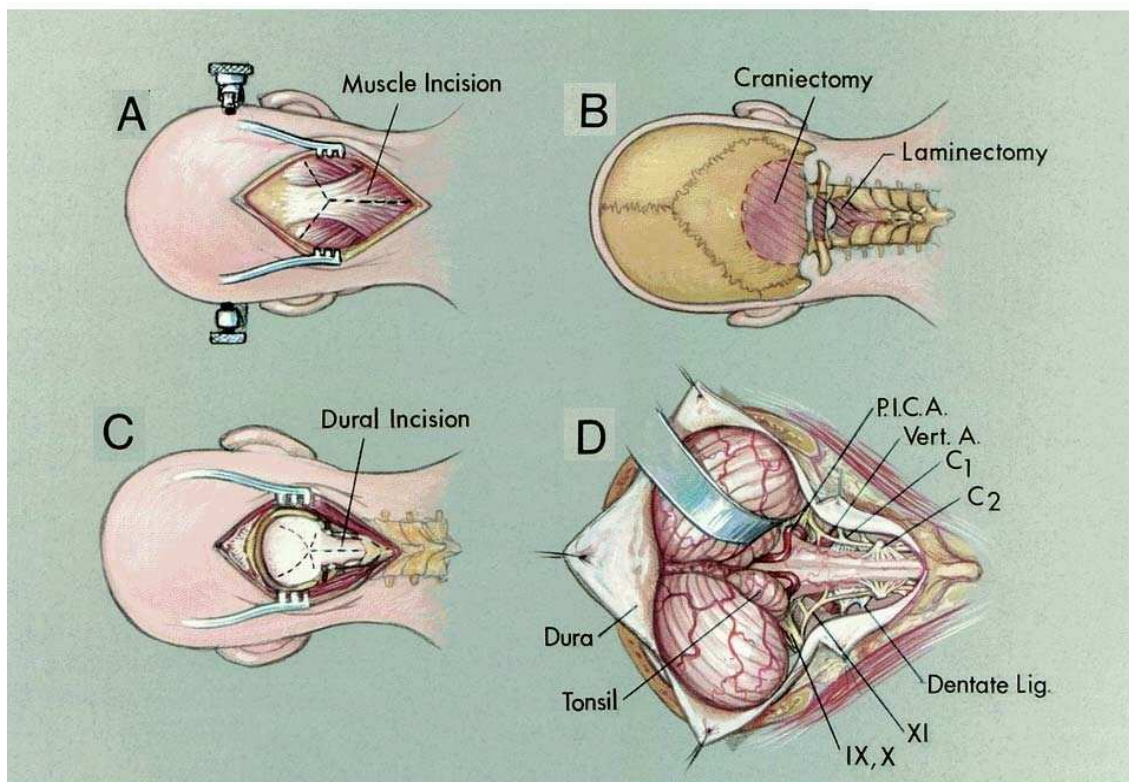 A
Muscle Incision
B
Craniectomy
Laminectomy
C
Dural Incision
D
P.I.C.A.
Vert. A.
C1
C2
Dura
Tonsil
Dentate Lig.
XI
IX, X